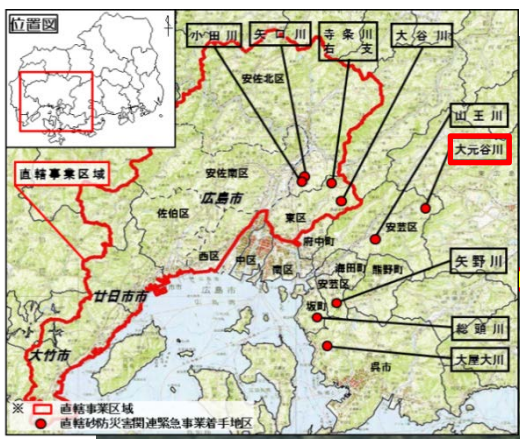 位置図
小田川
矢口川
寺条川
右支
大谷川
山王川
大元谷川
安佐北区
直轄事業区域
安佐南区
広島市
佐伯区
東区
安芸区
府中町
西区
中区
南区
海田町
熊野町
矢野川
廿日市市
広島市
安芸区
坂町
総頭川
大竹市
大屋大川
呉市
※
直轄事業区域
直轄砂防災害関連緊急事業着手地区